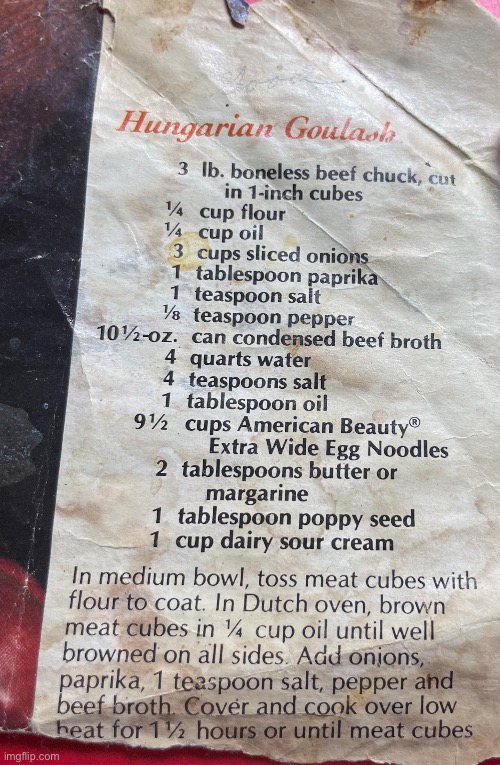 Hungarian Goulash
3 lb. boneless beef chuck, cut
in 1-inch cubes
¼ cup flour
¼ cup oil
3 cups sliced onions
1 tablespoon paprika
1 teaspoon salt
⅛ teaspoon pepper
10½-oz. can condensed beef broth
4 quarts water
4 teaspoons salt
1 tablespoon oil
9½ cups American Beauty®
Extra Wide Egg Noodles
2 tablespoons butter or
margarine
1 tablespoon poppy seed
1 cup dairy sour cream
In medium bowl, toss meat cubes with
flour to coat. In Dutch oven, brown
meat cubes in ¼ cup oil until well
browned on all sides. Add onions,
paprika, 1 teaspoon salt, pepper and
beef broth. Cover and cook over low
heat for 1½ hours or until meat cubes
imgflip.com